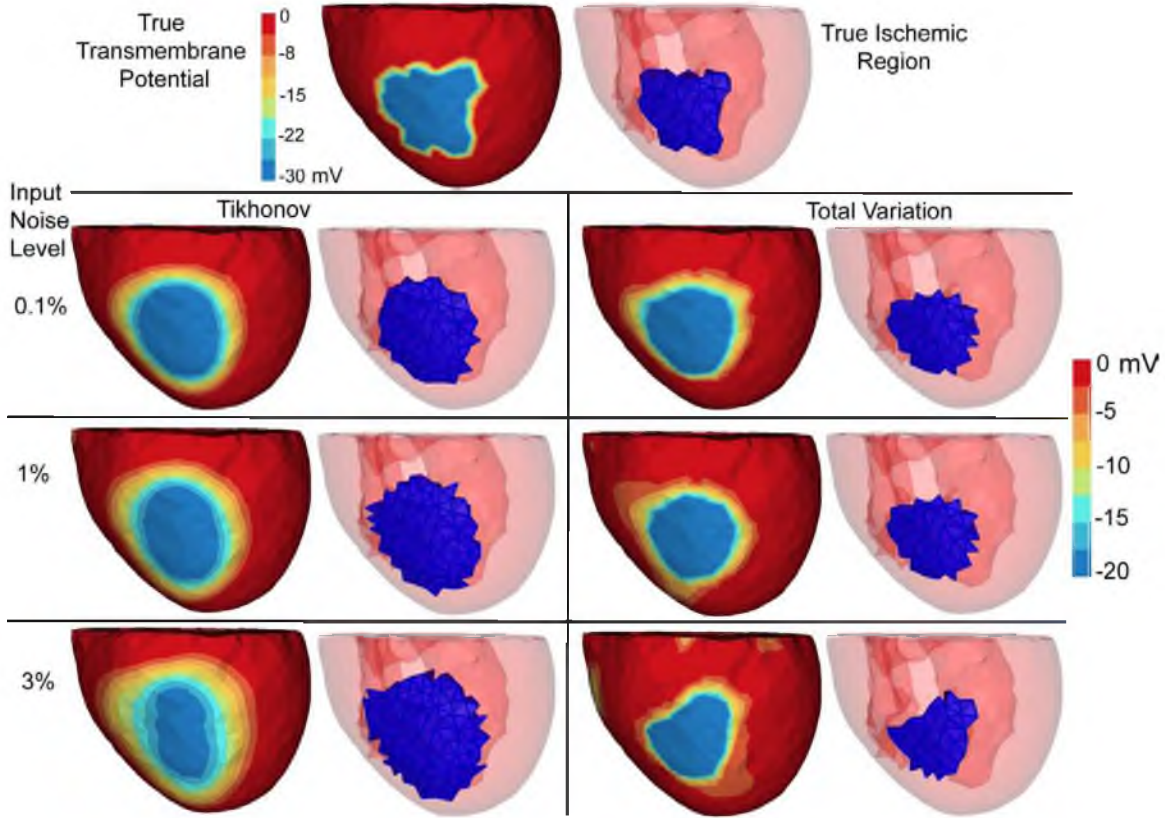 True
Transmembrane
Potential
0
-8
-15
-22
-30 mV
True Ischemic
Region
Input
Noise
Level
Tikhonov
Total Variation
0.1%
1%
3%
0 mV
-5
-10
-15
-20